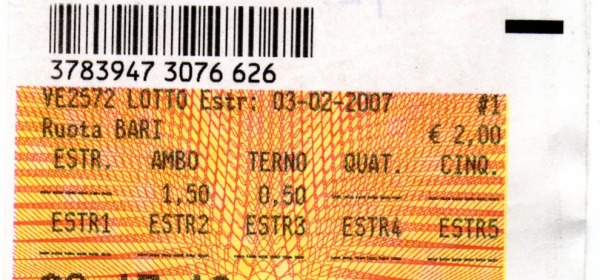 3783947 3076 626
VE2572 LOTTO Estr: 03-02-2007 #1
Ruota BARI € 2,00
ESTR. AMBO TERNO QUAT. CINQ.
---- 1,50 0,50 ---- ----
ESTR1 ESTR2 ESTR3 ESTR4 ESTR5
---- ---- ---- ---- ----